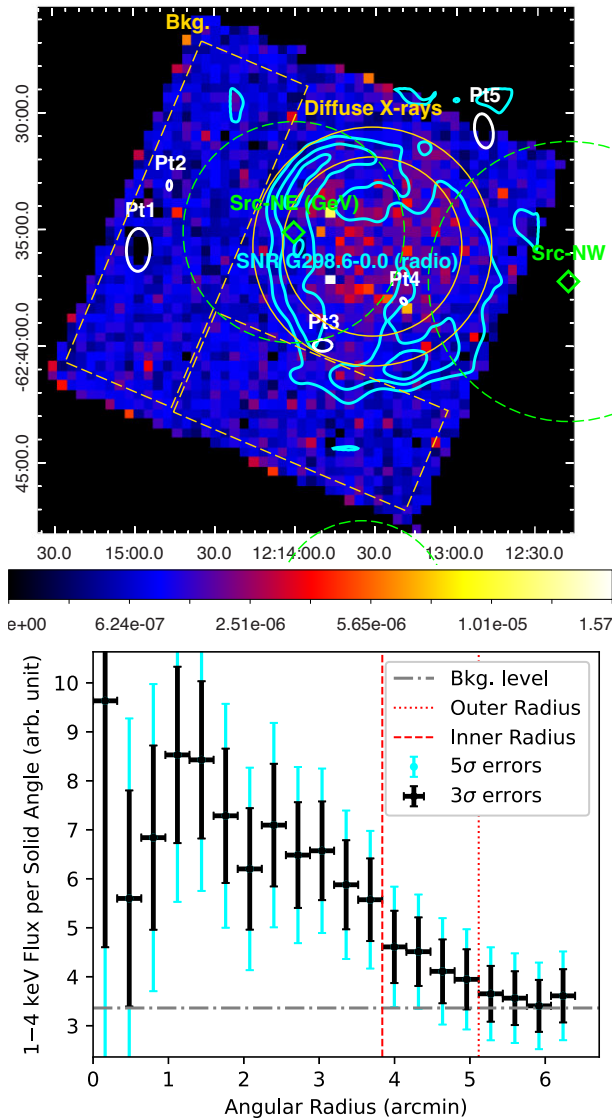 Bkg.
Diffuse X-rays
Pt5
Pt2
Src-NE (GeV)
Pt1
Src-NW
SNR G298.6-0.0 (radio)
Pt4
Pt3
30:00.0
35:00.0
-62:40:00.0
45:00.0
30.0 15:00.0 30.0 12:14:00.0 30.0 13:00.0 12:30.0
e+00 6.24e-07 2.51e-06 5.65e-06 1.01e-05 1.57
1−4 keV Flux per Solid Angle (arb. unit)
10
9
8
7
6
5
4
3
Bkg. level
Outer Radius
Inner Radius
5σ errors
3σ errors
0 1 2 3 4 5 6
Angular Radius (arcmin)